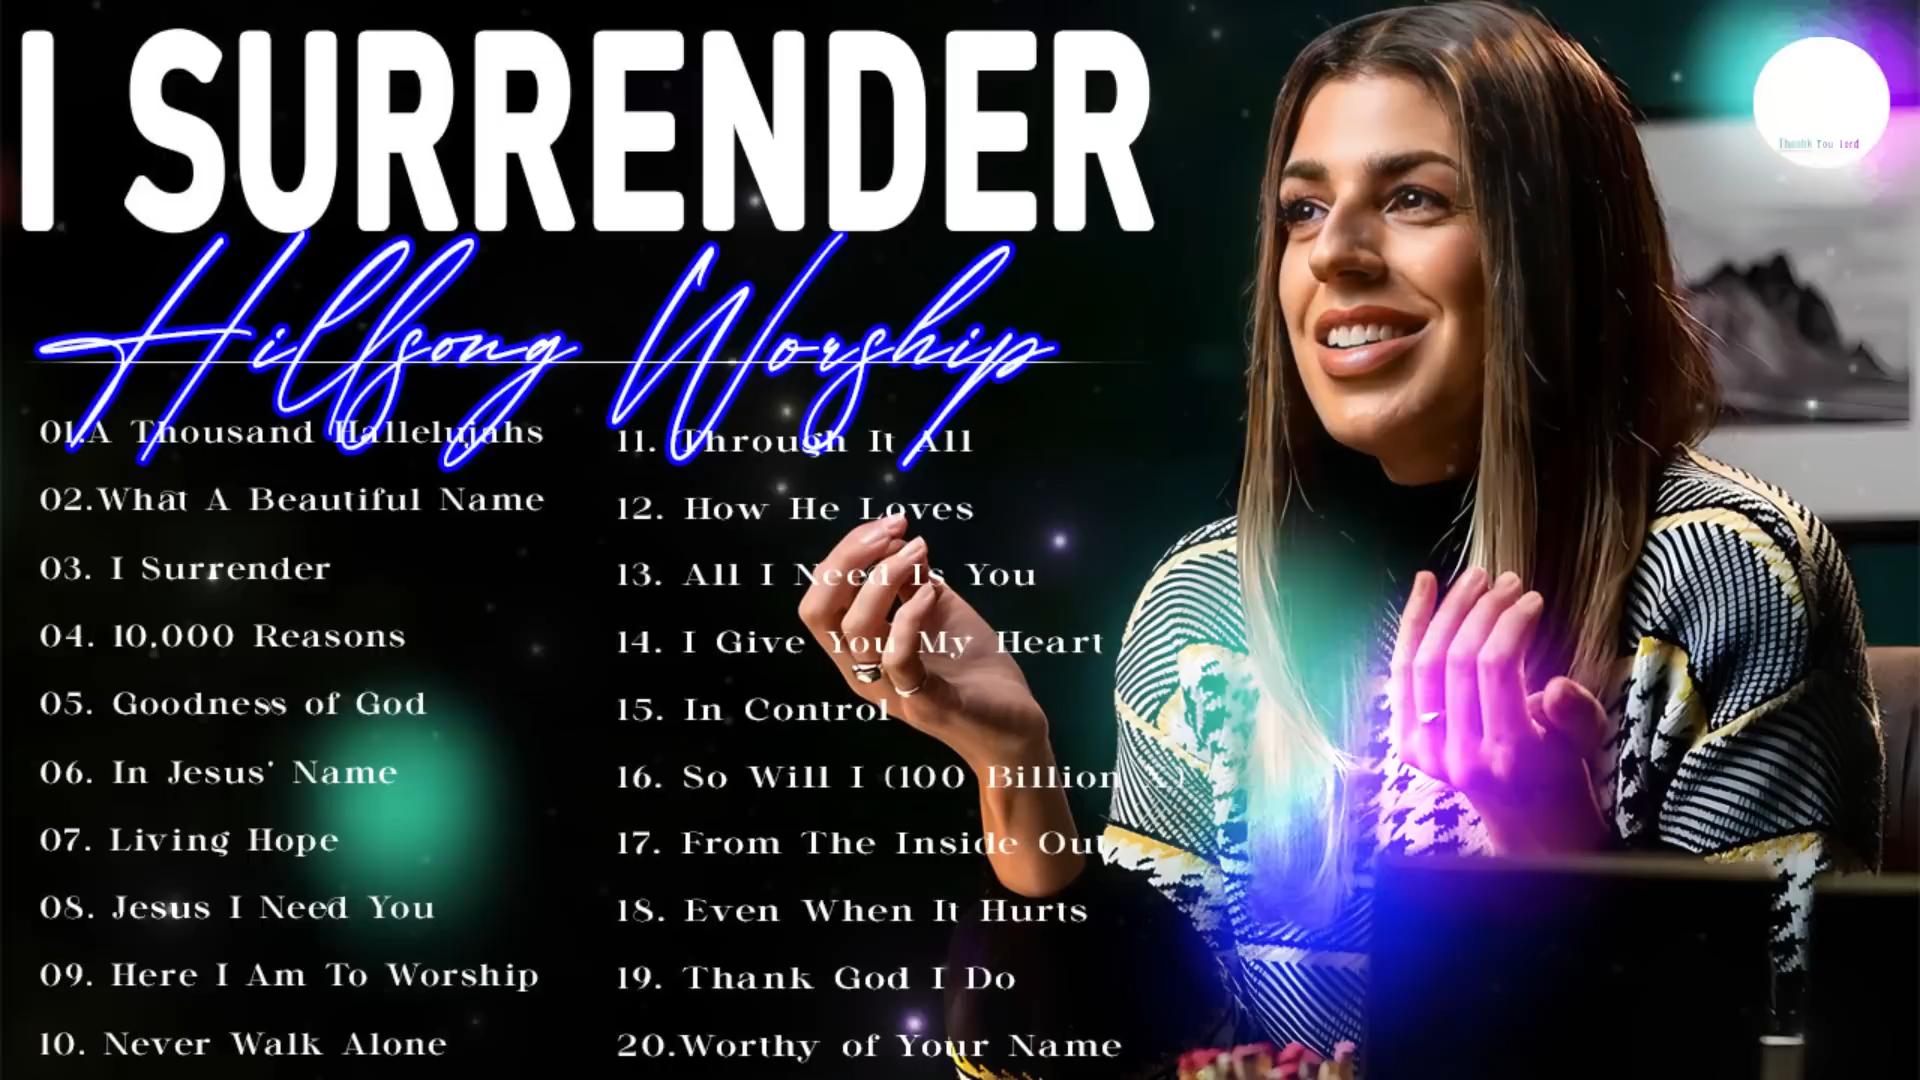 I SURRENDER
Hillsong Worship
01.A Thousand Hallelujahs
02.What A Beautiful Name
03. I Surrender
04. 10,000 Reasons
05. Goodness of God
06. In Jesus' Name
07. Living Hope
08. Jesus I Need You
09. Here I Am To Worship
10. Never Walk Alone
11. Through It All
12. How He Loves
13. All I Need Is You
14. I Give You My Heart
15. In Control
16. So Will I (100 Billion X)
17. From The Inside Out
18. Even When It Hurts
19. Thank God I Do
20.Worthy of Your Name
Thank You Lord